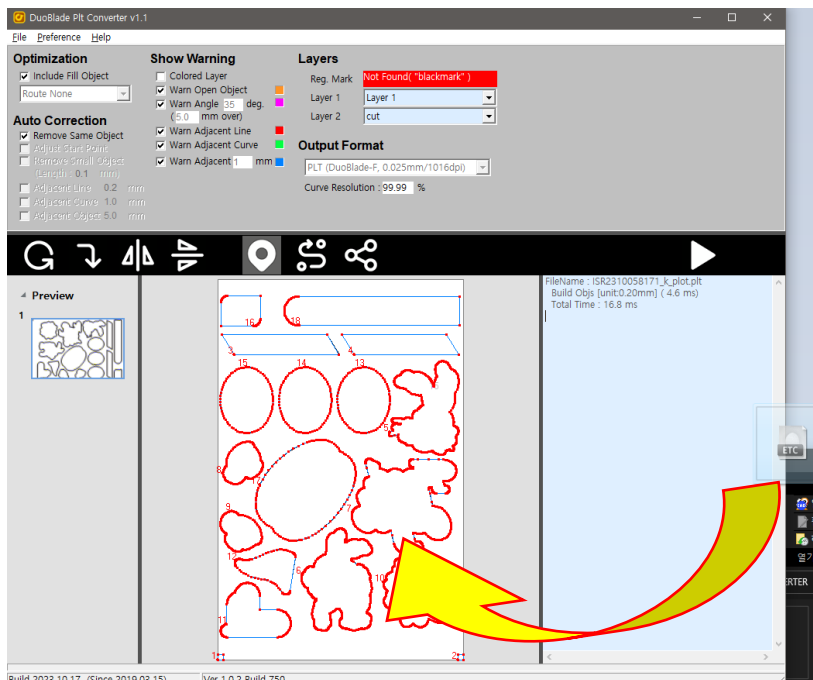 DuoBlade Plt Converter v1.1
File Preference Help
Optimization
Include Fill Object
Route None
Auto Correction
Remove Same Object
Adjust Start Point
Remove Small Object
(Length : 0.1 mm)
Adjacent Line 0.2 mm
Adjacent Curve 1.0 mm
Adjacent Object 5.0 mm
Show Warning
Colored Layer
Warn Open Object
Warn Angle 35 deg.
( 5.0 mm over)
Warn Adjacent Line
Warn Adjacent Curve
Warn Adjacent 1 mm
Layers
Reg. Mark Not Found( "blackmark" )
Layer 1 Layer 1
Layer 2 cut
Output Format
PLT (DuoBlade-F, 0.025mm/1016dpi)
Curve Resolution : 99.99 %
Preview
1
16
18
3
4
15
14
13
5
8
17
7
9
12
6
10
11
1
2
FileName : ISR2310058171_k_plot.plt
Build Objs [unit:0.20mm] ( 4.6 ms)
Total Time : 16.8 ms
ETC
열기
ERTER
Build 2023.10.17 (Since 2019.03.15)
Ver 1.0.2 Build 750